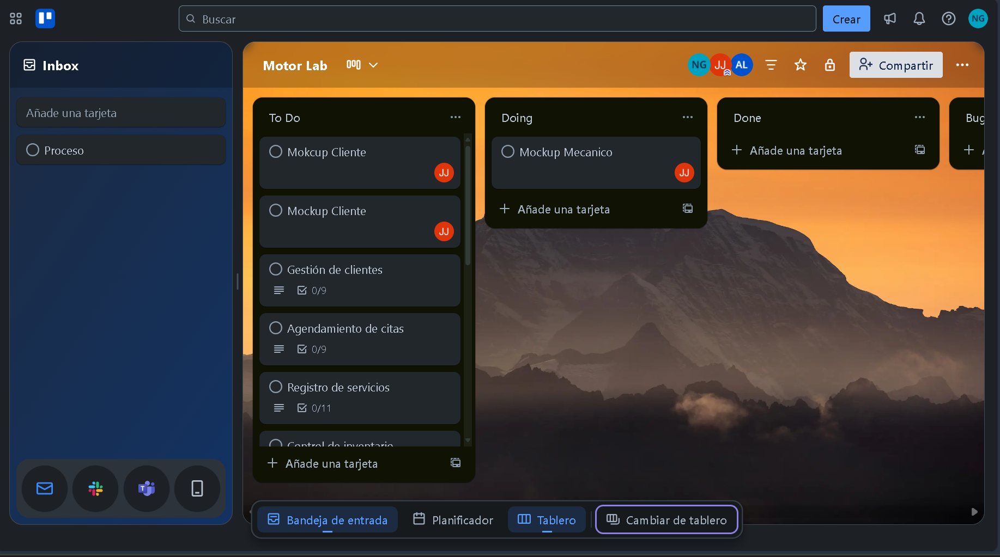 Buscar
Crear
NG
Inbox
Añade una tarjeta
Proceso
Motor Lab
NG
JJ
AL
Compartir
To Do
Mokcup Cliente
JJ
Mockup Cliente
JJ
Gestión de clientes
0/9
Agendamiento de citas
0/9
Registro de servicios
0/11
Control de inventario
Añade una tarjeta
Doing
Mockup Mecanico
JJ
Añade una tarjeta
Done
Añade una tarjeta
Bug
Bandeja de entrada
Planificador
Tablero
Cambiar de tablero